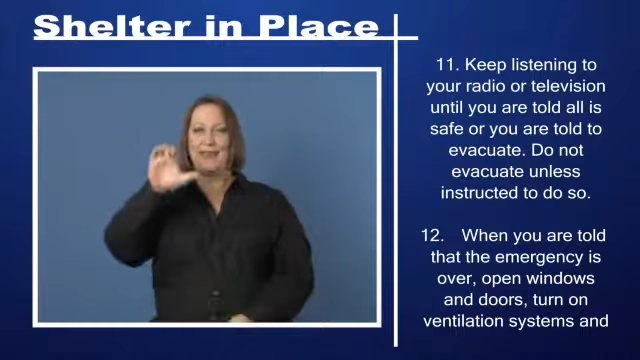 Shelter in Place
11. Keep listening to
your radio or television
until you are told all is
safe or you are told to
evacuate. Do not
evacuate unless
instructed to do so.
12. When you are told
that the emergency is
over, open windows
and doors, turn on
ventilation systems and